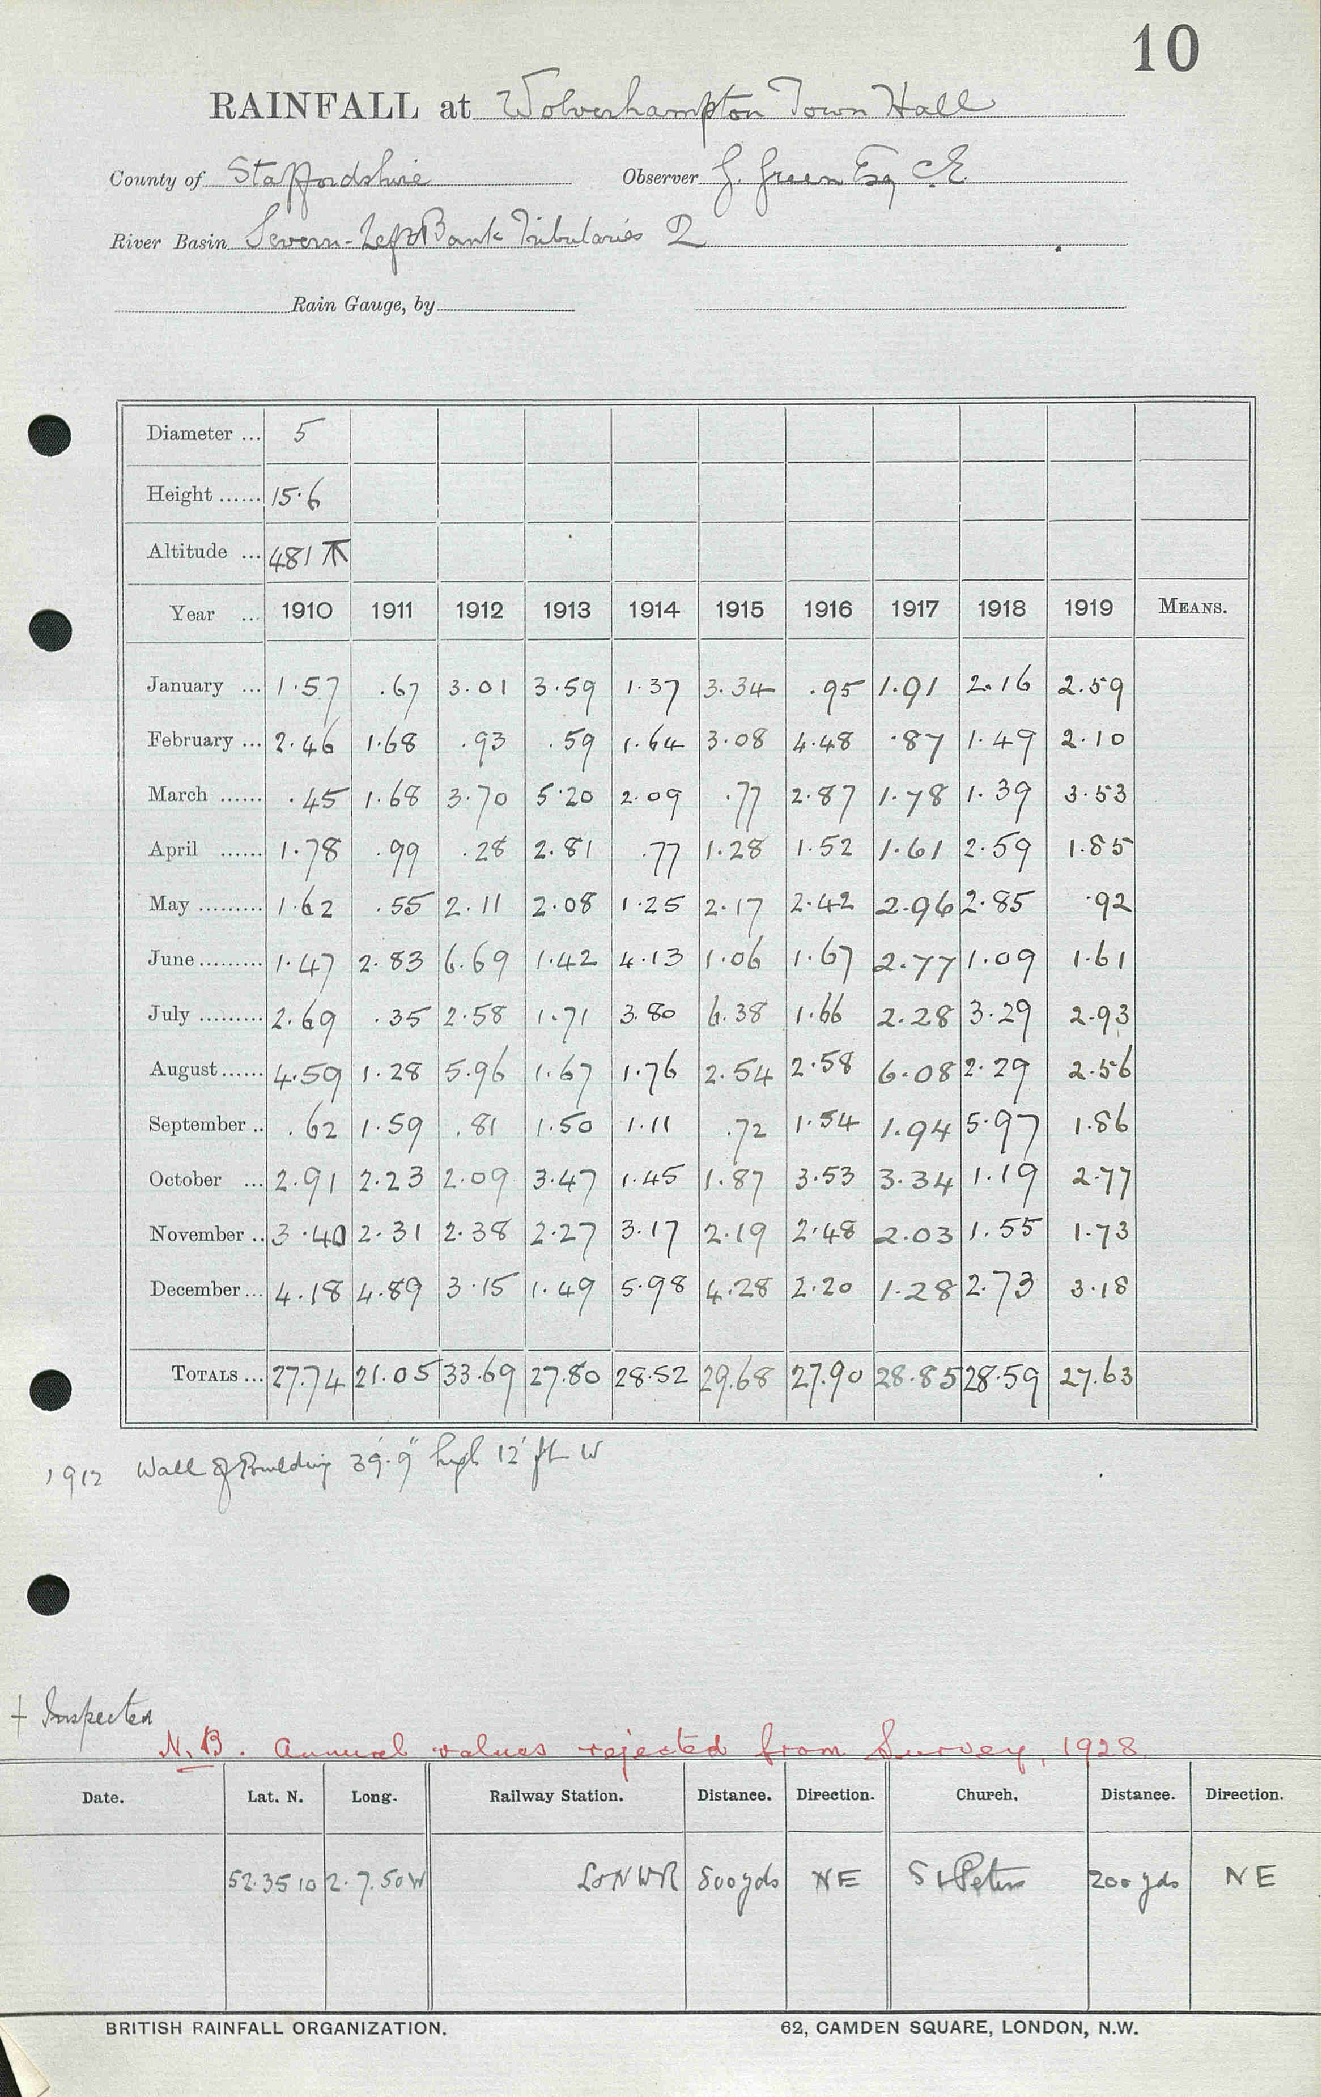 10
RAINFALL at Wolverhampton Town Hall
County of Staffordshire Observer G. Green Esq C.E.
River Basin Severn-Left Bank Tributaries 2
Rain Gauge, by
Diameter ... 5
Height ...... 15.6
Altitude ... 481
Year ... 1910 1911 1912 1913 1914 1915 1916 1917 1918 1919 MEANS.
January ... 1.57 .67 3.01 3.59 1.37 3.34 .95 1.91 2.16 2.59
February ... 2.46 1.68 .93 .59 1.64 3.08 4.48 .87 1.49 2.10
March ...... .45 1.68 3.70 5.20 2.09 .77 2.87 1.78 1.39 3.53
April ...... 1.78 .99 .28 2.81 .77 1.28 1.52 1.61 2.59 1.85
May ......... 1.62 .55 2.11 2.08 1.25 2.17 2.42 2.96 2.85 .92
June ......... 1.47 2.83 6.69 1.42 4.13 1.06 1.67 2.77 1.09 1.61
July ......... 2.69 .35 2.58 1.71 3.80 6.38 1.66 2.28 3.29 2.93
August ...... 4.59 1.28 5.96 1.67 1.76 2.54 2.58 6.08 2.29 2.56
September .. .62 1.59 .81 1.50 1.11 .72 1.54 1.94 5.97 1.86
October ... 2.91 2.23 2.09 3.47 1.45 1.87 3.53 3.34 1.19 2.77
November .. 3.40 2.31 2.38 2.27 3.17 2.19 2.48 2.03 1.55 1.73
December ... 4.18 4.89 3.15 1.49 5.98 4.28 2.20 1.28 2.73 3.18
TOTALS ... 27.74 21.05 33.69 27.80 28.52 29.68 27.90 28.85 28.59 27.63
1912 Wall of Building 39'.9" high 12' ft W
+ Inspected
N.B. Annual values rejected from Survey, 1928
Date. Lat. N. Long. Railway Station. Distance. Direction. Church. Distance. Direction.
52.35 10 2.7.50W L&NWR 800 yds NE St Peters 200 yds NE
BRITISH RAINFALL ORGANIZATION. 62, CAMDEN SQUARE, LONDON, N.W.